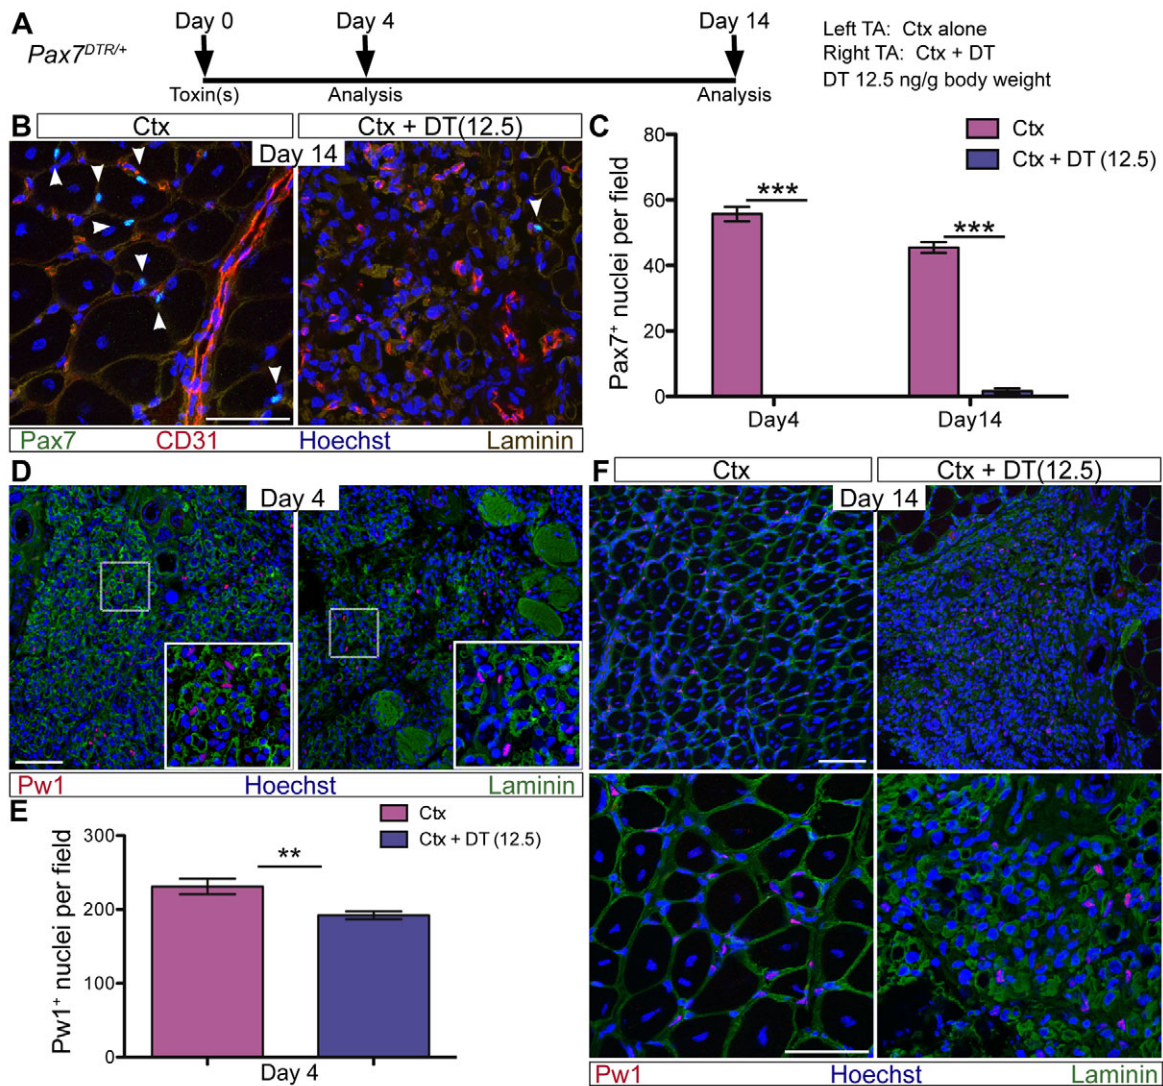 A
Pax7DTR/+
Day 0
Day 4
Day 14
Toxin(s)
Analysis
Analysis
Left TA: Ctx alone
Right TA: Ctx + DT
DT 12.5 ng/g body weight
B
Ctx
Ctx + DT(12.5)
Day 14
Pax7 CD31 Hoechst Laminin
C
Ctx
Ctx + DT (12.5)
Pax7+ nuclei per field
80
60
40
20
0
***
***
Day4
Day14
D
Day 4
Pw1 Hoechst Laminin
E
Ctx
Ctx + DT (12.5)
Pw1+ nuclei per field
300
200
100
0
**
Day 4
F
Ctx
Ctx + DT(12.5)
Day 14
Pw1 Hoechst Laminin